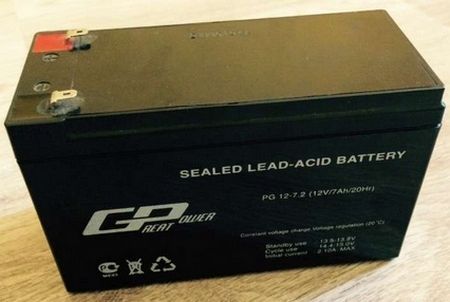 SEALED LEAD-ACID BATTERY
PG 12-7.2 (12V/7Ah/20Hr)
GREAT POWER
Constant voltage charge Voltage regulation (20°C)
Standby use 13.5-13.8V
Cycle use 14.4-15.0V
Initial current 2.10A MAX